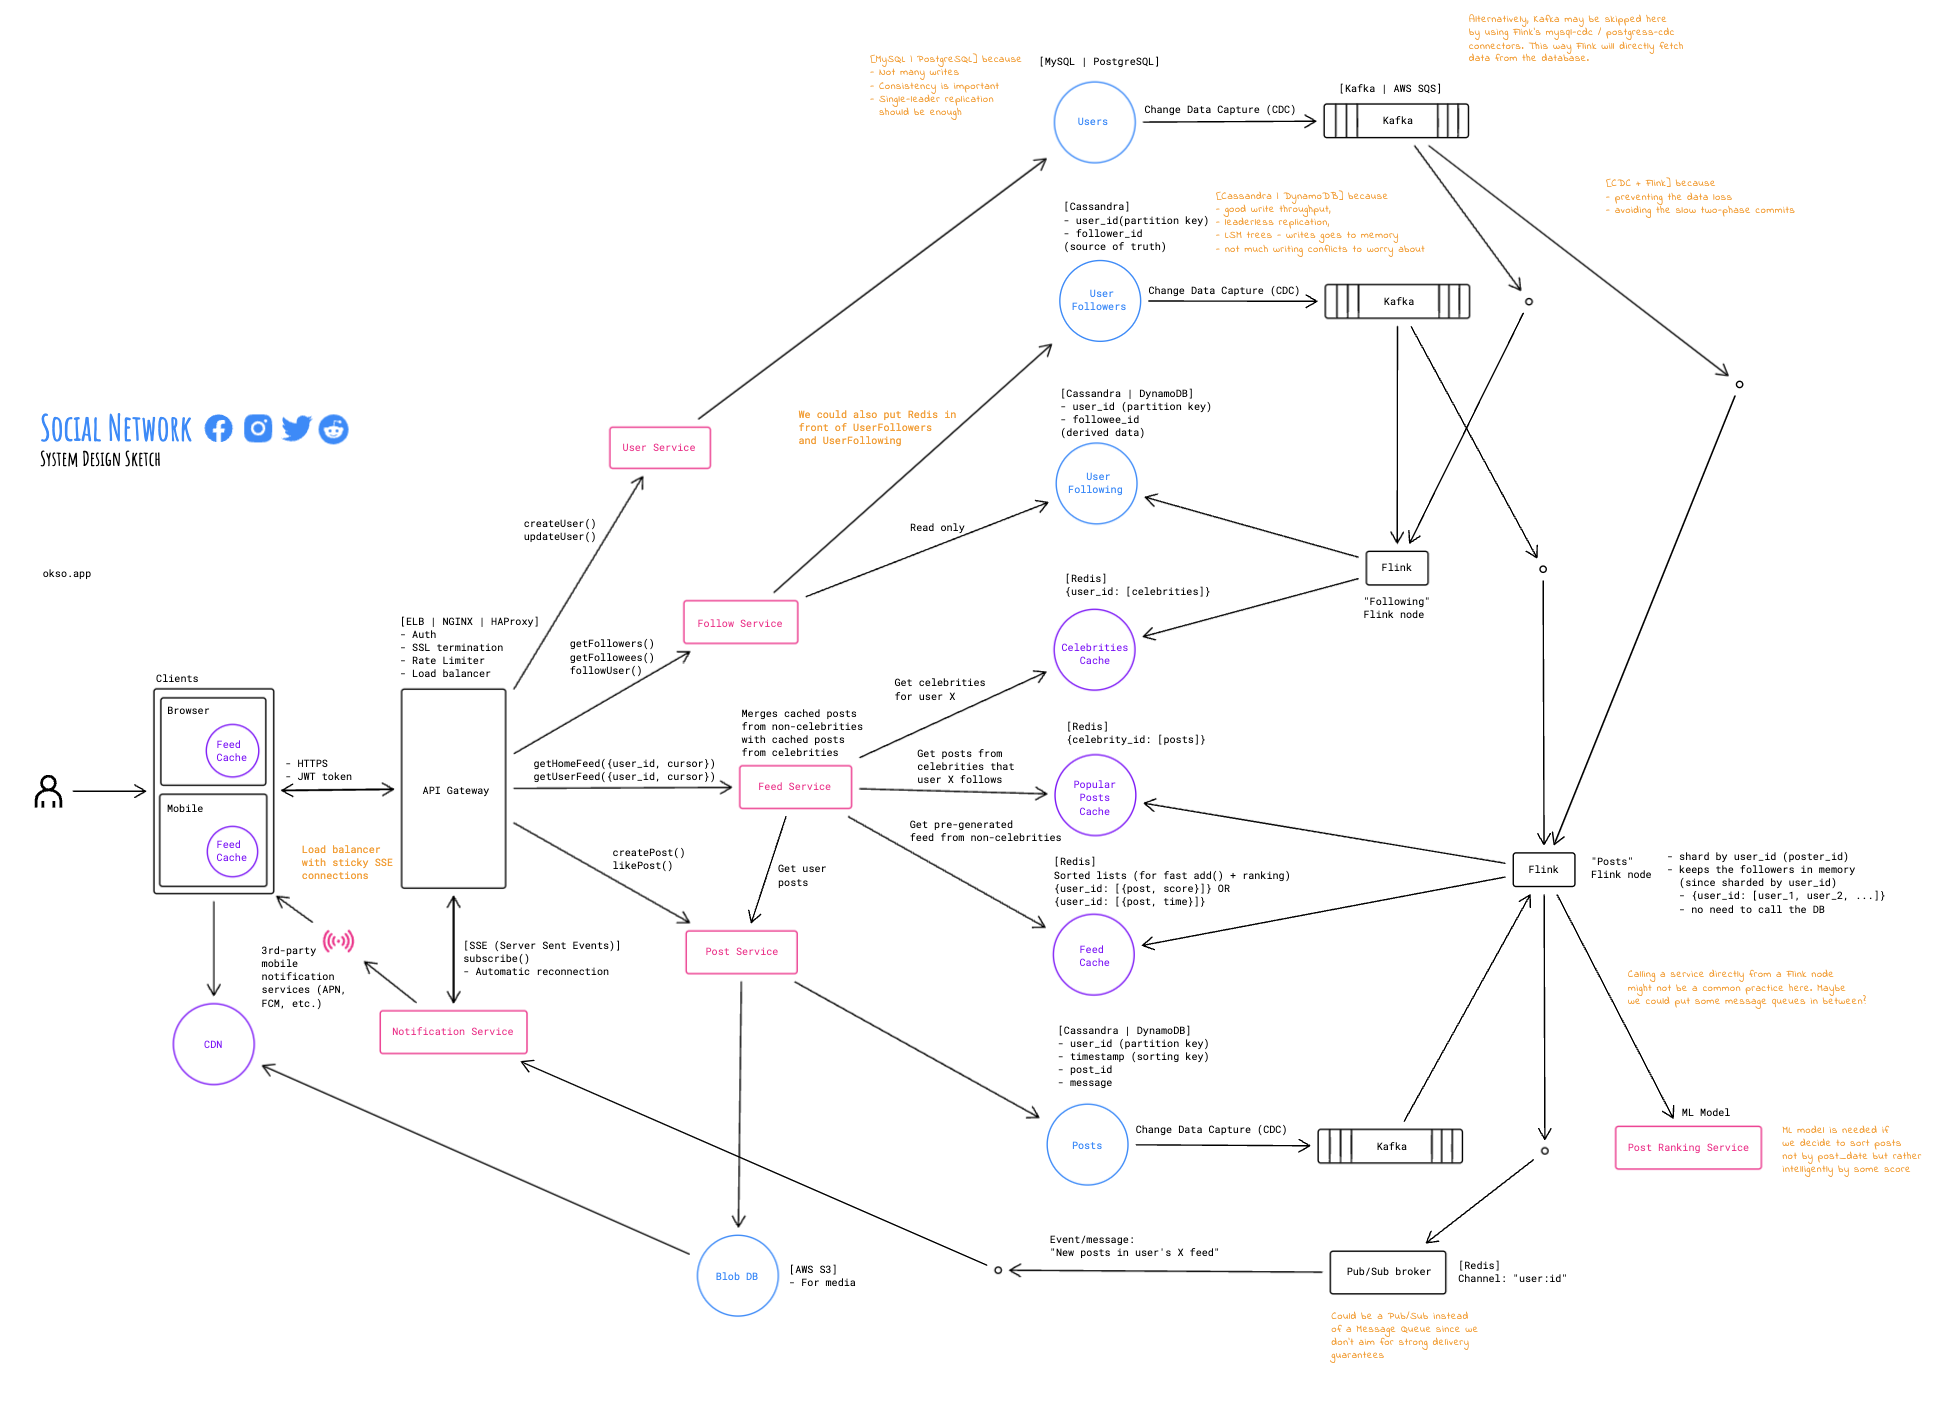 Alternatively, Kafka may be skipped here
by using Flink's mysql-cdc / postgress-cdc
connectors. This way Flink will directly fetch
data from the database.
[MySQL | PostgreSQL] because
- Not many writes
- Consistency is important
- Single-leader replication
should be enough
[MySQL | PostgreSQL]
Users
Change Data Capture (CDC)
[Kafka | AWS SQS]
Kafka
[CDC + Flink] because
- preventing the data loss
- avoiding the slow two-phase commits
[Cassandra]
- user_id(partition key)
- follower_id
(source of truth)
[Cassandra | DynamoDB] because
- good write throughput,
- leaderless replication,
- LSM trees - writes goes to memory
- not much writing conflicts to worry about
User
Followers
Change Data Capture (CDC)
Kafka
SOCIAL NETWORK
SYSTEM DESIGN SKETCH
okso.app
We could also put Redis in
front of UserFollowers
and UserFollowing
[Cassandra | DynamoDB]
- user_id (partition key)
- followee_id
(derived data)
User
Following
User Service
createUser()
updateUser()
Read only
Flink
"Following"
Flink node
[Redis]
{user_id: [celebrities]}
Celebrities
Cache
Follow Service
getFollowers()
getFollowees()
followUser()
[ELB | NGINX | HAProxy]
- Auth
- SSL termination
- Rate Limiter
- Load balancer
API Gateway
Clients
Browser
Feed
Cache
Mobile
Feed
Cache
- HTTPS
- JWT token
Load balancer
with sticky SSE
connections
Get celebrities
for user X
Merges cached posts
from non-celebrities
with cached posts
from celebrities
getHomeFeed({user_id, cursor})
getUserFeed({user_id, cursor})
Feed Service
Get posts from
celebrities that
user X follows
[Redis]
{celebrity_id: [posts]}
Popular
Posts
Cache
Get pre-generated
feed from non-celebrities
[Redis]
Sorted lists (for fast add() + ranking)
{user_id: [{post, score}]} OR
{user_id: [{post, time}]}
Feed
Cache
createPost()
likePost()
Get user
posts
Post Service
Flink
"Posts"
Flink node
- shard by user_id (poster_id)
- keeps the followers in memory
(since sharded by user_id)
- {user_id: [user_1, user_2, ...]}
- no need to call the DB
Calling a service directly from a Flink node
might not be a common practice here. Maybe
we could put some message queues in between?
3rd-party
mobile
notification
services (APN,
FCM, etc.)
[SSE (Server Sent Events)]
subscribe()
- Automatic reconnection
Notification Service
CDN
[Cassandra | DynamoDB]
- user_id (partition key)
- timestamp (sorting key)
- post_id
- message
Posts
Change Data Capture (CDC)
Kafka
ML Model
Post Ranking Service
ML model is needed if
we decide to sort posts
not by post_date but rather
intelligently by some score
Event/message:
"New posts in user's X feed"
Pub/Sub broker
[Redis]
Channel: "user:id"
Could be a Pub/Sub instead
of a Message Queue since we
don't aim for strong delivery
guarantees
Blob DB
[AWS S3]
- For media